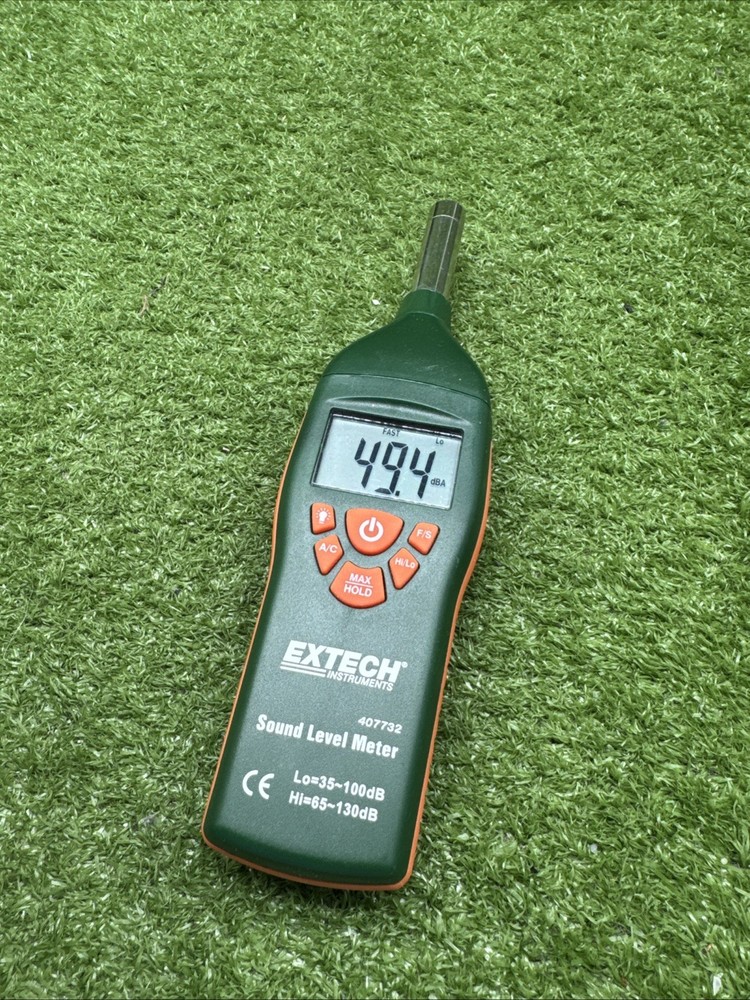 FAST Lo
49.4 dBA
F/S
A/C Hi/Lo
MAX
HOLD
EXTECH®
INSTRUMENTS
407732
Sound Level Meter
CE Lo=35~100dB
Hi=65~130dB